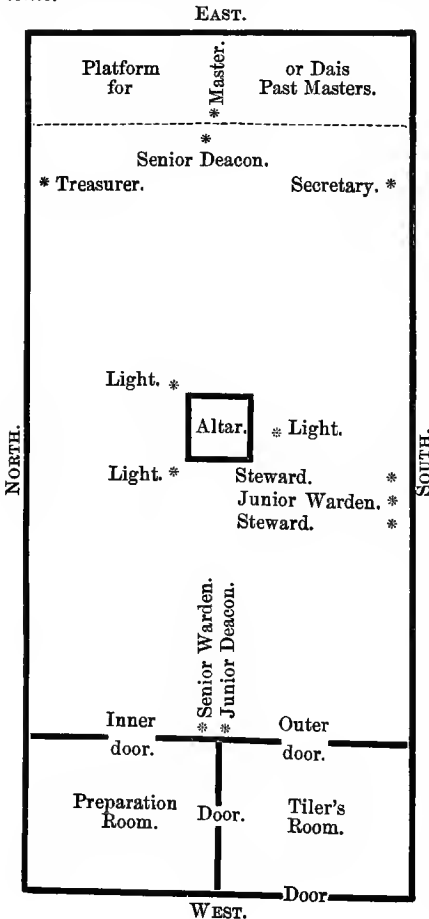 EAST.
Platform
for
*Master.
or Dais
Past Masters.
*
Senior Deacon.
* Treasurer.
Secretary. *
Light. *
Altar.
* Light.
Light. *
NORTH.
SOUTH.
Steward. *
Junior Warden. *
Steward. *
*Senior Warden.
*Junior Deacon.
Inner
door.
Outer
door.
Preparation
Room.
Door.
Tiler's
Room.
Door
WEST.